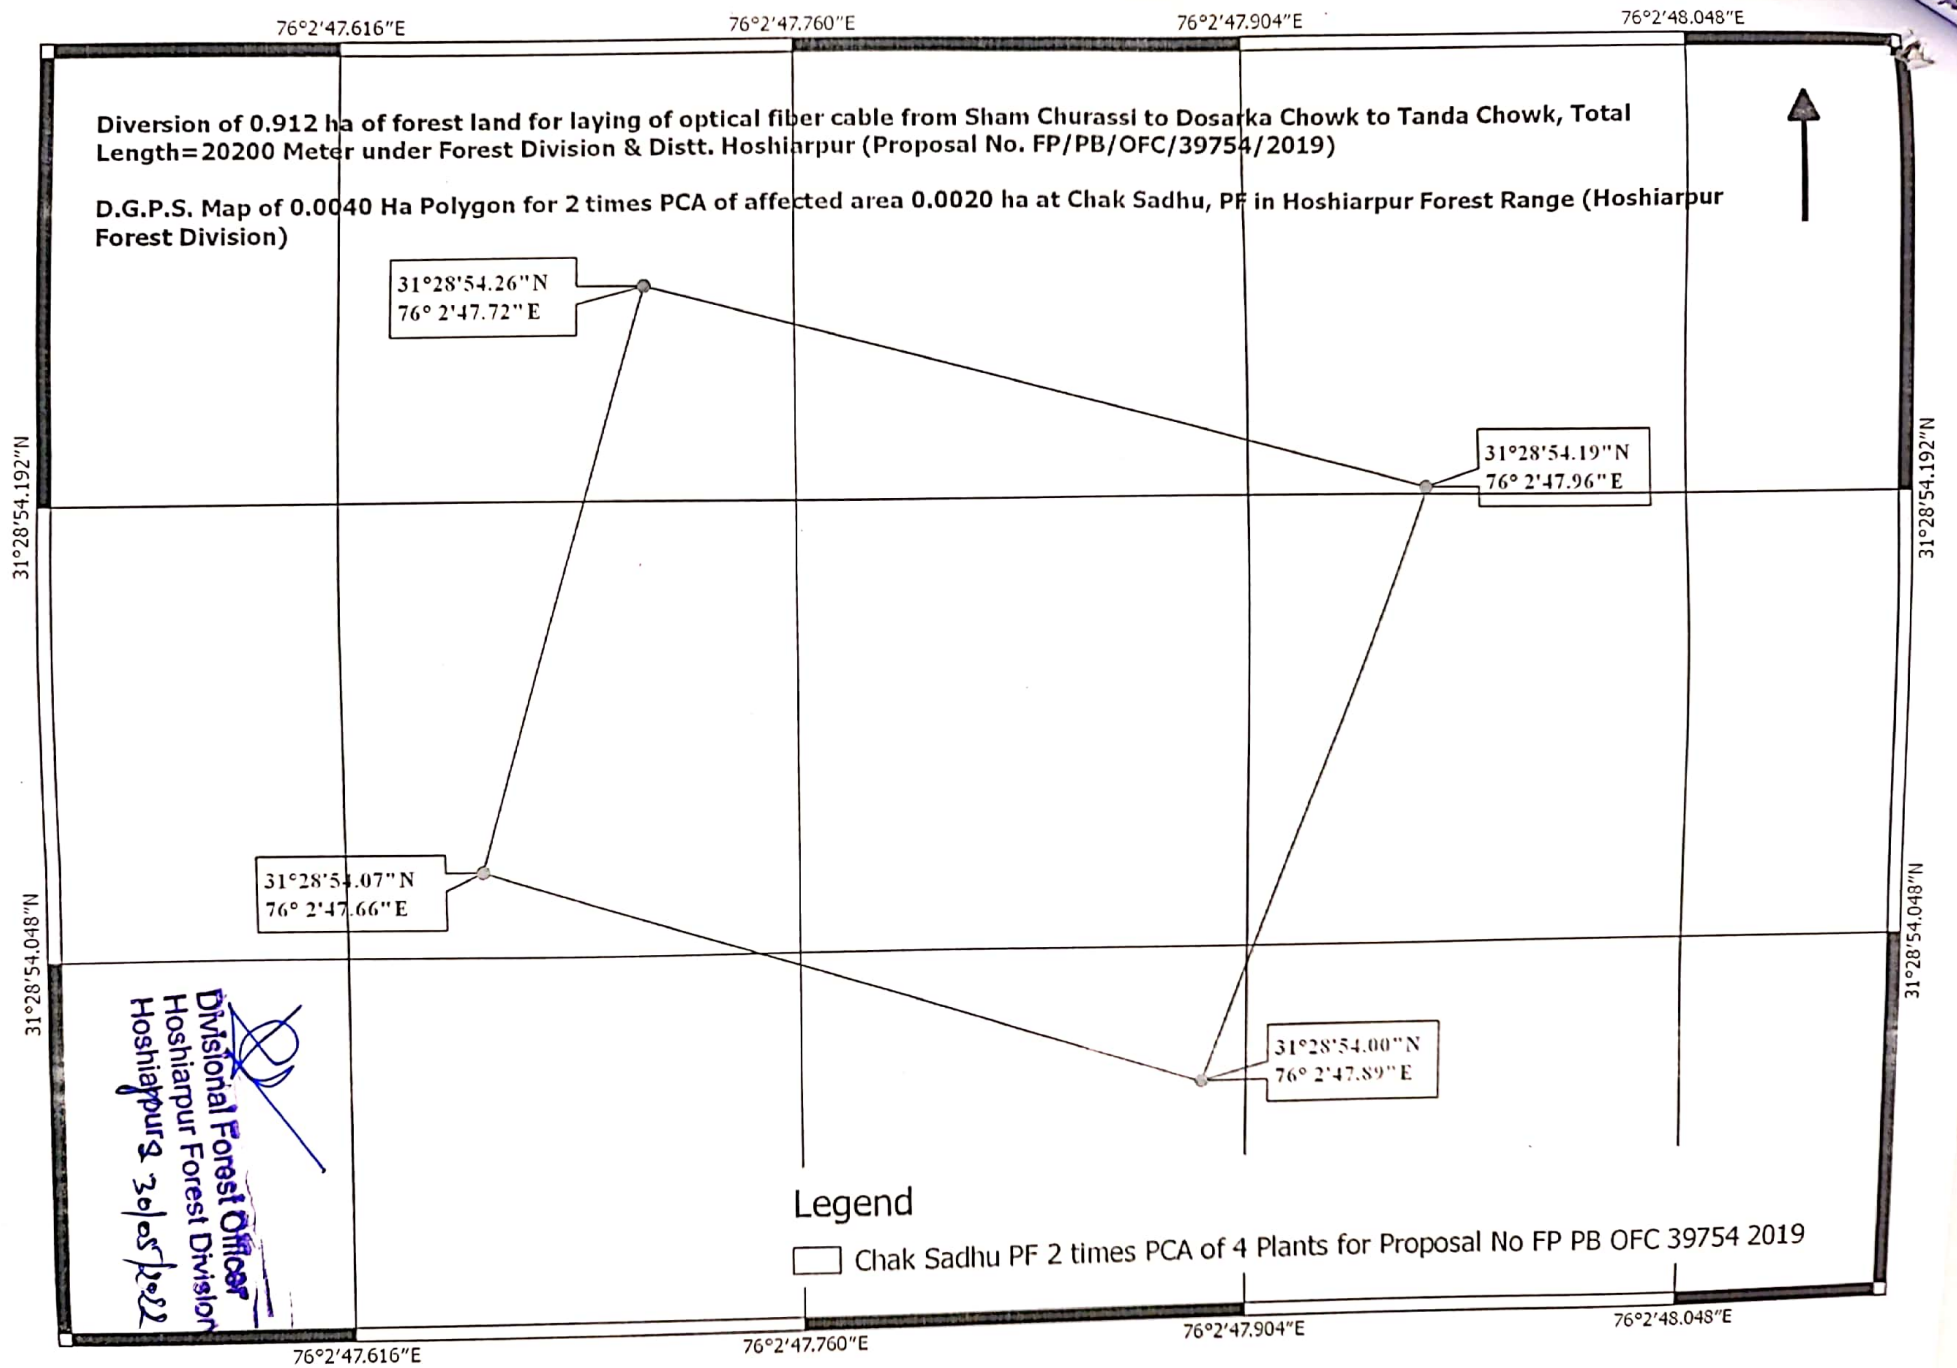 76°2'47.616"E
76°2'47.760"E
76°2'47.904"E
76°2'48.048"E
Diversion of 0.912 ha of forest land for laying of optical fiber cable from Sham Churassi to Dosarka Chowk to Tanda Chowk, Total
Length=20200 Meter under Forest Division & Distt. Hoshiarpur (Proposal No. FP/PB/OFC/39754/2019)
D.G.P.S. Map of 0.0040 Ha Polygon for 2 times PCA of affected area 0.0020 ha at Chak Sadhu, PF in Hoshiarpur Forest Range (Hoshiarpur
Forest Division)
31°28'54.26"N
76° 2'47.72"E
31°28'54.19"N
76° 2'47.96"E
31°28'54.192"N
31°28'54.192"N
31°28'54.07"N
76° 2'47.66"E
31°28'54.048"N
31°28'54.048"N
31°28'54.00"N
76° 2'47.89"E
Divisional Forest Officer
Hoshiarpur Forest Division
Hoshiarpur 30/05/2022
Legend
Chak Sadhu PF 2 times PCA of 4 Plants for Proposal No FP PB OFC 39754 2019
76°2'47.616"E
76°2'47.760"E
76°2'47.904"E
76°2'48.048"E